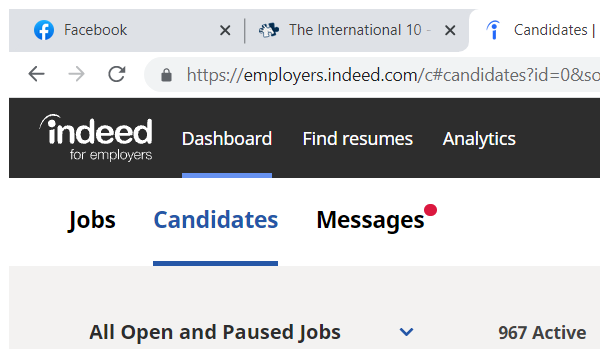 Facebook
The International 10 -
Candidates |
https://employers.indeed.com/c#candidates?id=0&so
indeed
for employers
Dashboard Find resumes Analytics
Jobs Candidates Messages
All Open and Paused Jobs 967 Active